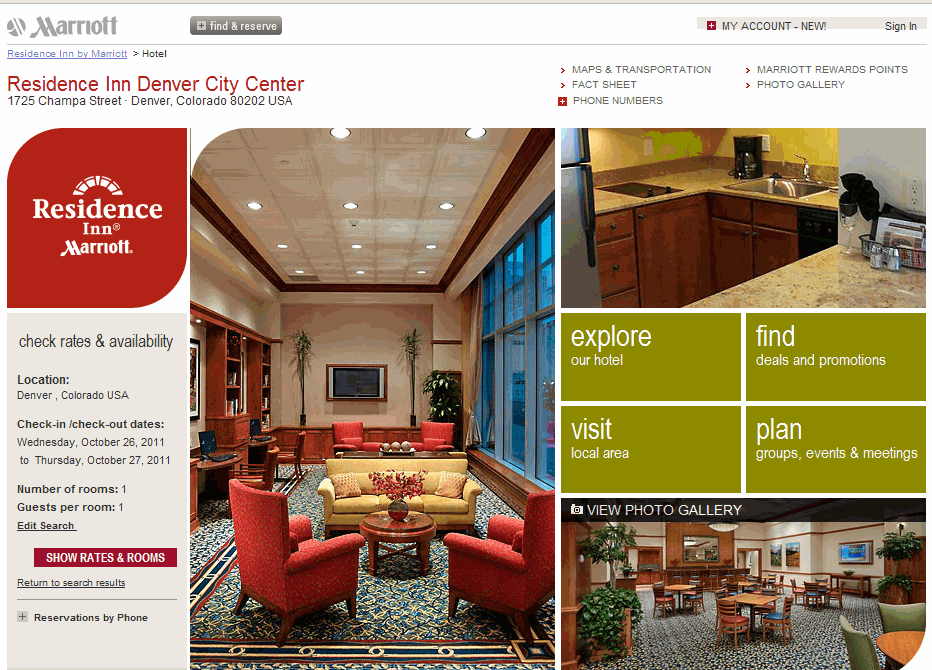 Marriott
find & reserve
MY ACCOUNT - NEW!
Sign In
Residence Inn by Marriott > Hotel
Residence Inn Denver City Center
1725 Champa Street · Denver, Colorado 80202 USA
MAPS & TRANSPORTATION
FACT SHEET
PHONE NUMBERS
MARRIOTT REWARDS POINTS
PHOTO GALLERY
Residence
Inn®
Marriott.
check rates & availability
Location:
Denver , Colorado USA
Check-in /check-out dates:
Wednesday, October 26, 2011
to Thursday, October 27, 2011
Number of rooms: 1
Guests per room: 1
Edit Search
SHOW RATES & ROOMS
Return to search results
Reservations by Phone
explore
our hotel
find
deals and promotions
visit
local area
plan
groups, events & meetings
VIEW PHOTO GALLERY